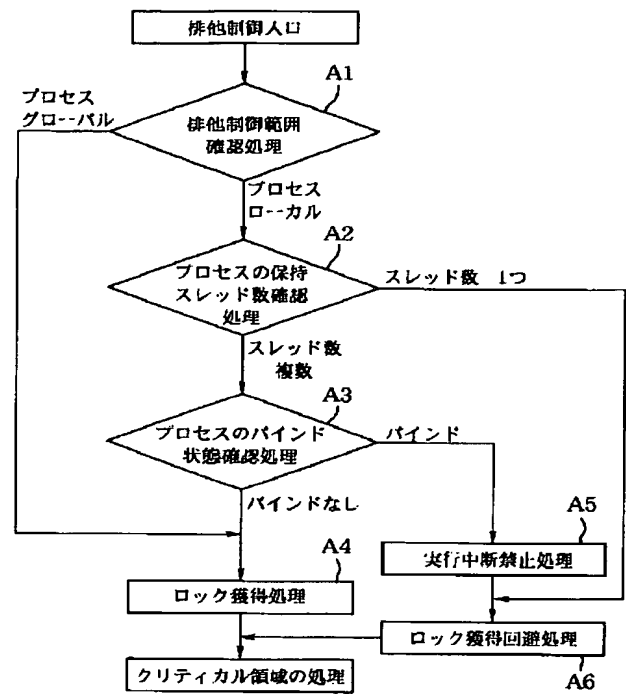 排他制御入口
A1
プロセス
グローバル
排他制御範囲
確認処理
プロセス
ローカル
A2
プロセスの保持
スレッド数確認
処理
スレッド数 1つ
スレッド数
複数
A3
プロセスのバインド
状態確認処理
バインド
バインドなし
A5
実行中断禁止処理
A4
ロック獲得処理
ロック獲得回避処理
A6
クリティカル領域の処理